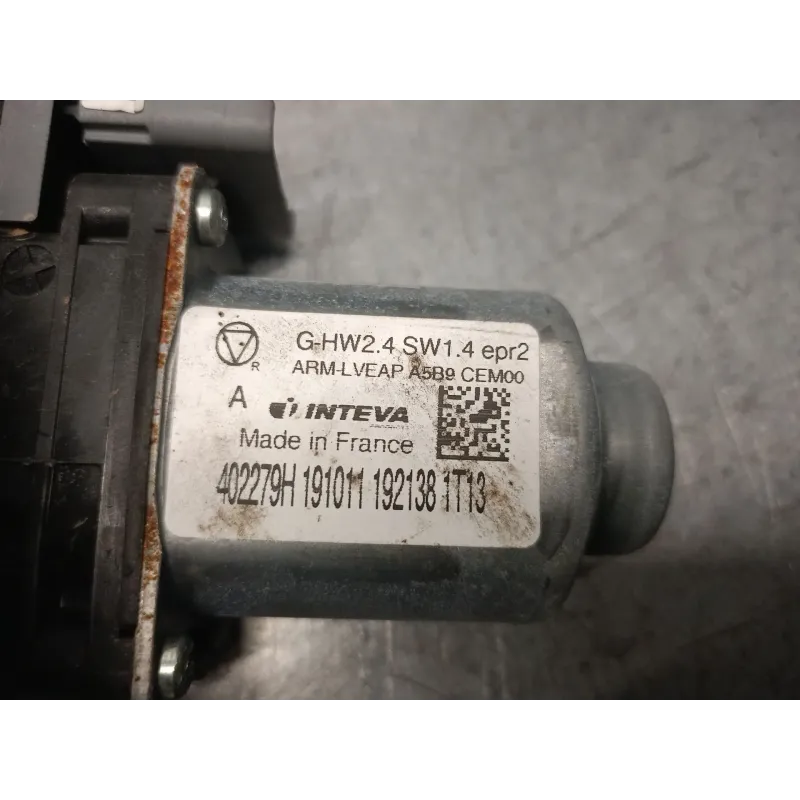 G-HW2.4 SW1.4 epr2
R
ARM-LVEAP A5B9 CEM00
A INTEVA
Made in France
402279H 191011 192138 1T13